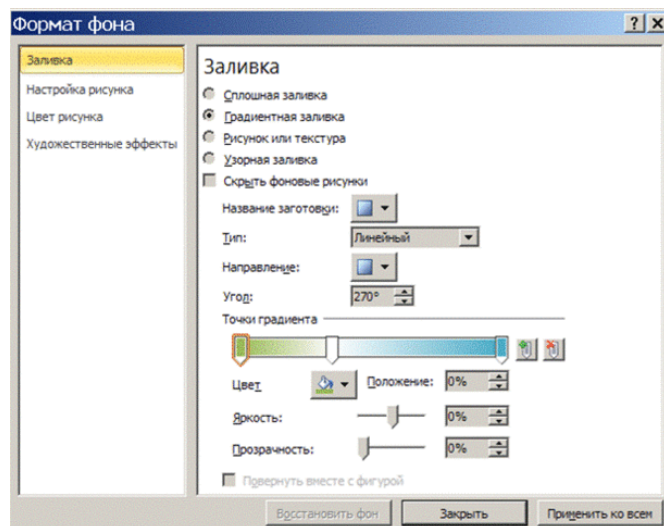 Формат фона
Заливка
Настройка рисунка
Цвет рисунка
Художественные эффекты
Заливка
Сплошная заливка
Градиентная заливка
Рисунок или текстура
Узорная заливка
Скрыть фоновые рисунки
Название заготовки:
Тип: Линейный
Направление:
Угол: 270°
Точки градиента
Цвет Положение: 0%
Яркость: 0%
Прозрачность: 0%
Повернуть вместе с фигурой
Восстановить фон Закрыть Применить ко всем